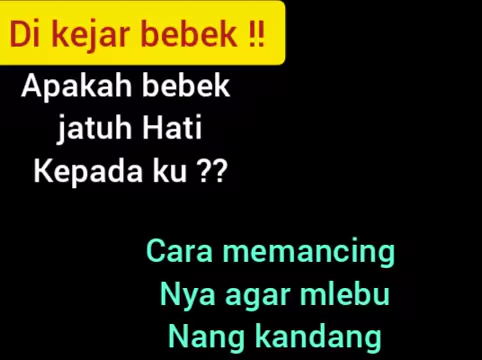 Di kejar bebek !!
Apakah bebek
jatuh Hati
Kepada ku ??
Cara memancing
Nya agar mlebu
Nang kandang